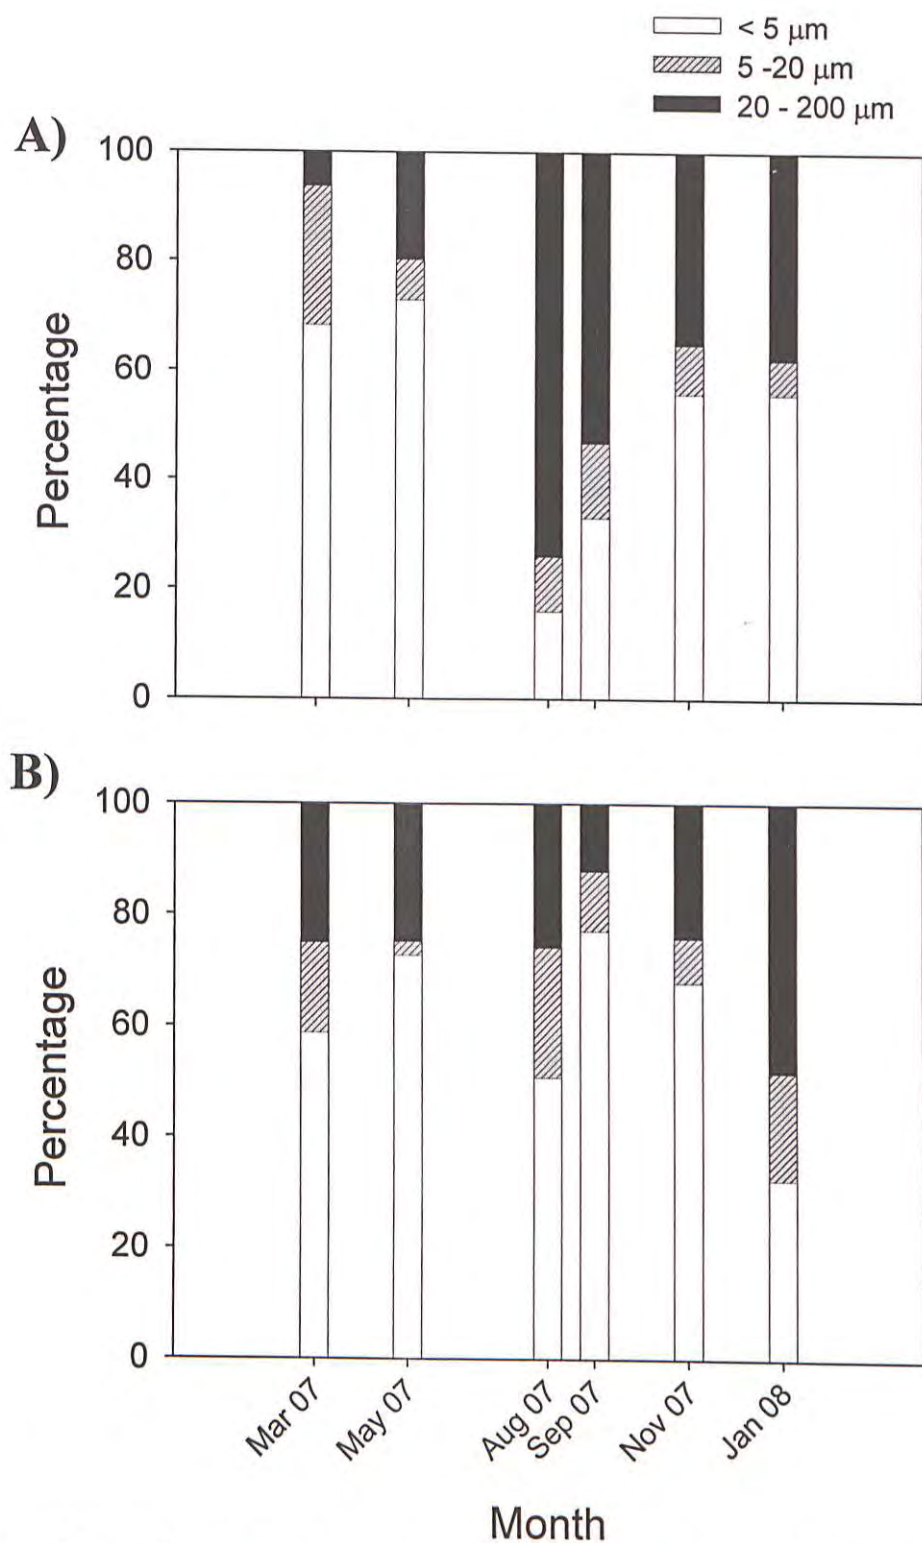 < 5 μm
5 -20 μm
20 - 200 μm
A)
100
80
60
40
20
0
Percentage
B)
100
80
60
40
20
0
Percentage
Mar 07
May 07
Aug 07
Sep 07
Nov 07
Jan 08
Month